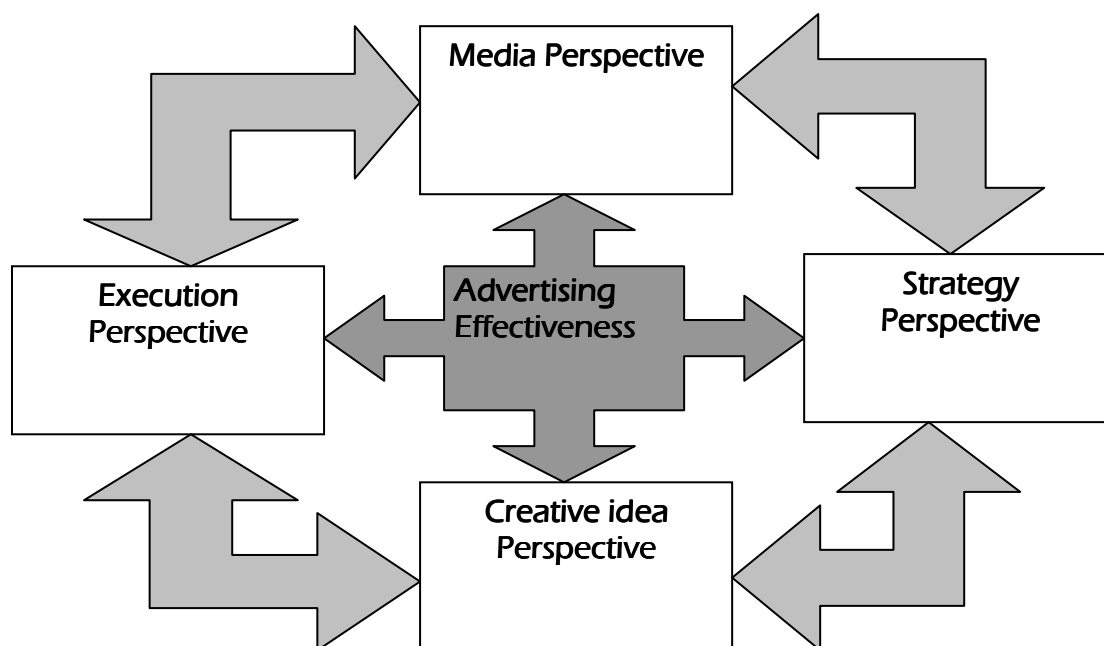 Media Perspective
Execution
Perspective
Advertising
Effectiveness
Strategy
Perspective
Creative idea
Perspective